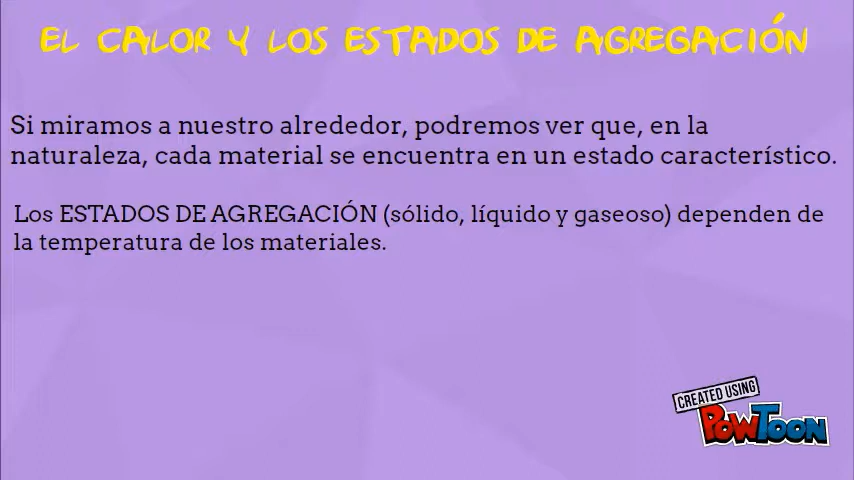 EL CALOR Y LOS ESTADOS DE AGREGACIÓN
Si miramos a nuestro alrededor, podremos ver que, en la
naturaleza, cada material se encuentra en un estado característico.
Los ESTADOS DE AGREGACIÓN (sólido, líquido y gaseoso) dependen de
la temperatura de los materiales.
CREATED USING
POWTOON